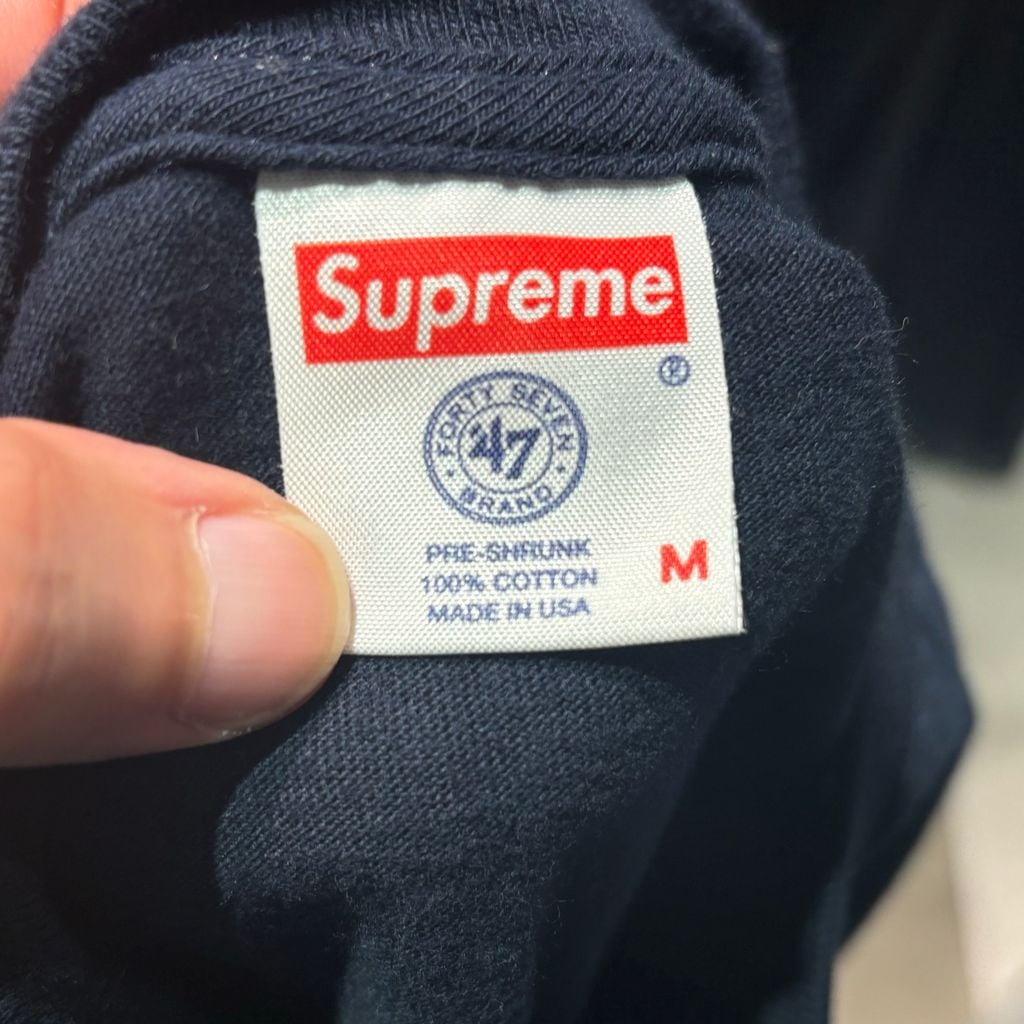 Supreme
®
FORTY SEVEN
'47
BRAND
PRE-SHRUNK
100% COTTON
MADE IN USA
M